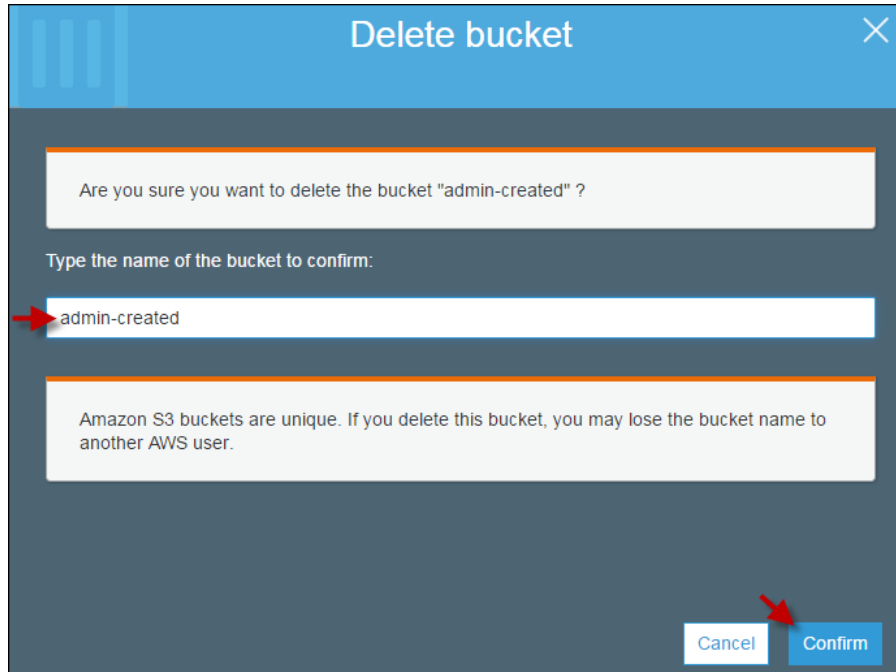 Delete bucket
Are you sure you want to delete the bucket "admin-created" ?
Type the name of the bucket to confirm:
admin-created
Amazon S3 buckets are unique. If you delete this bucket, you may lose the bucket name to
another AWS user.
Cancel
Confirm